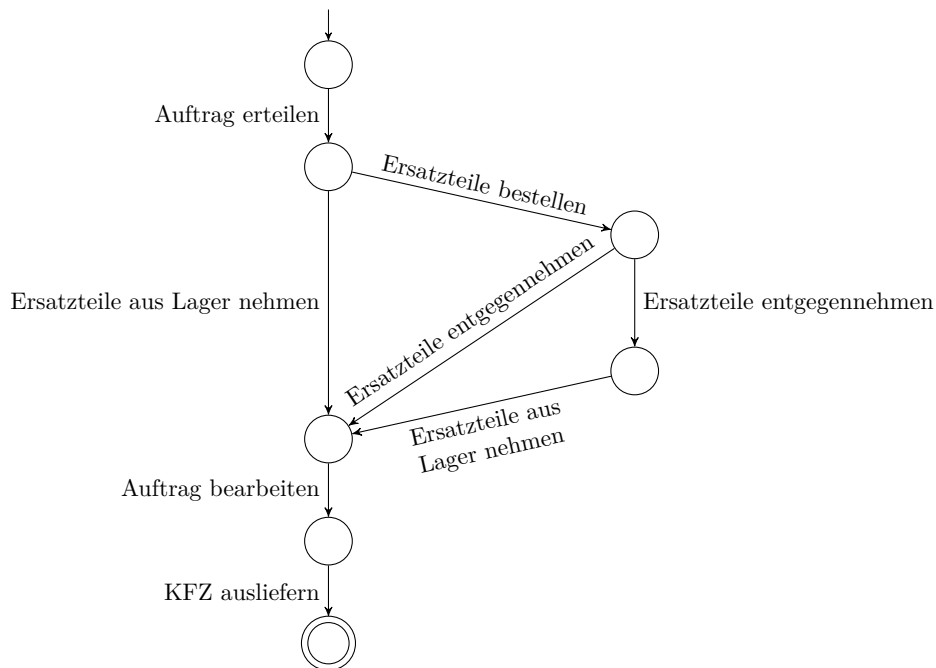 Auftrag erteilen
Ersatzteile bestellen
Ersatzteile aus Lager nehmen
Ersatzteile entgegennehmen
Ersatzteile entgegennehmen
Ersatzteile aus
Lager nehmen
Auftrag bearbeiten
KFZ ausliefern